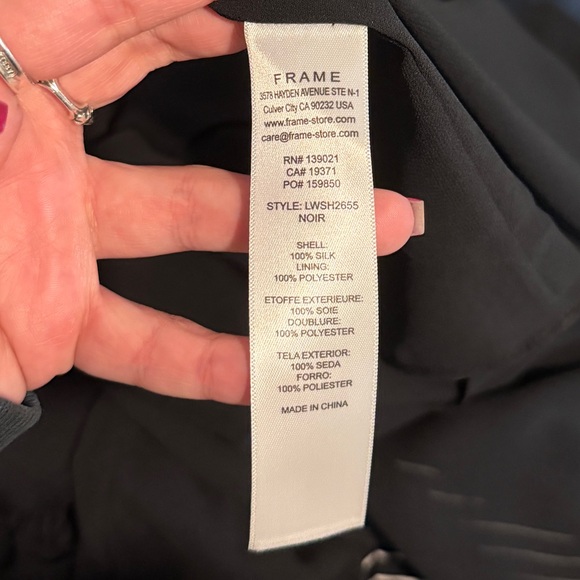 FRAME
3578 HAYDEN AVENUE STE N-1
Culver City CA 90232 USA
www.frame-store.com
care@frame-store.com
RN# 139021
CA# 19371
PO# 159850
STYLE: LWSH2655
NOIR
SHELL:
100% SILK
LINING:
100% POLYESTER
ETOFFE EXTERIEURE:
100% SOIE
DOUBLURE:
100% POLYESTER
TELA EXTERIOR:
100% SEDA
FORRO:
100% POLIESTER
MADE IN CHINA